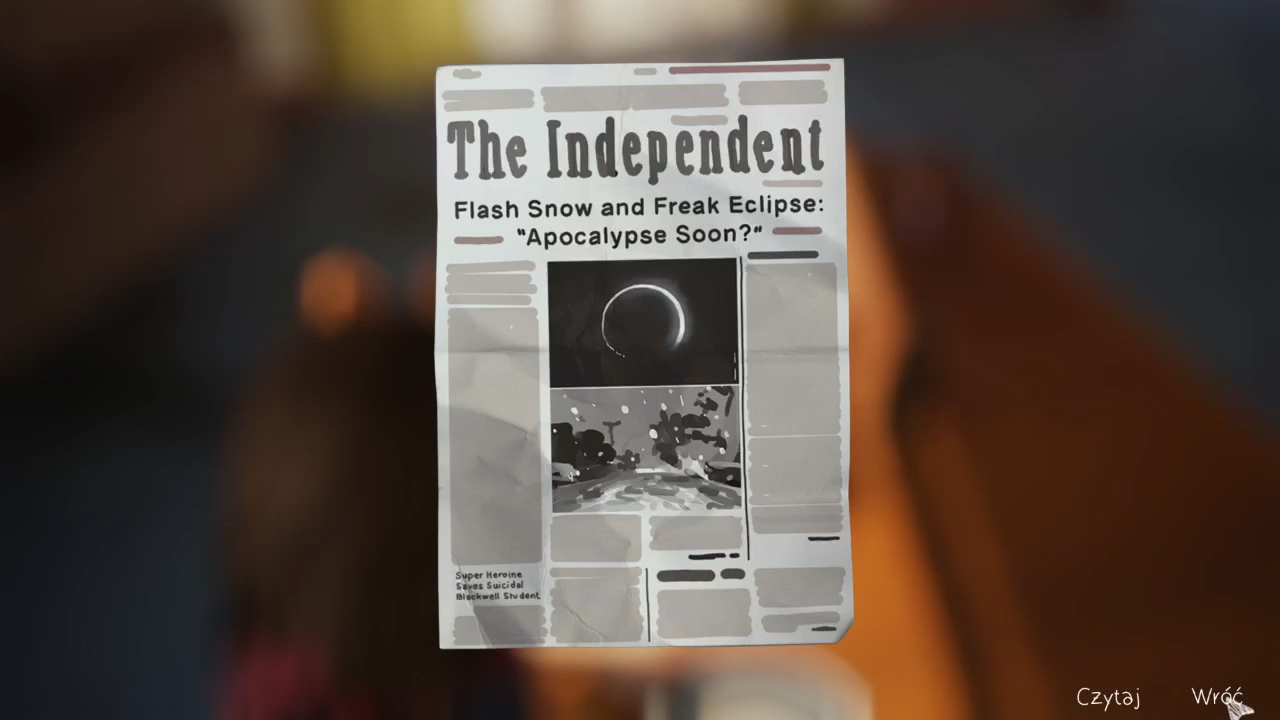 The Independent
Flash Snow and Freak Eclipse:
"Apocalypse Soon?"
Super Heroine
Saves Suicidal
Blackwell Student
Czytaj
Wróć